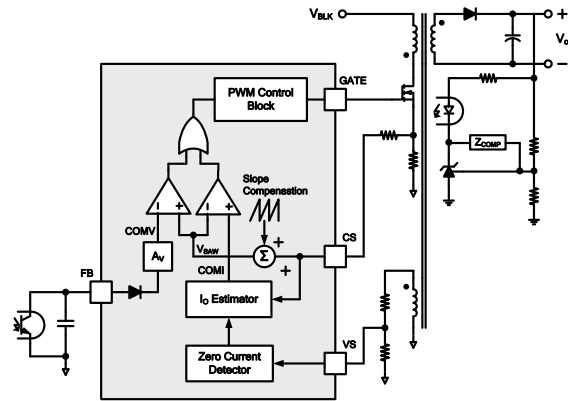 VBLK
+
VO
−
GATE
PWM Control
Block
ZCOMP
Slope
Compenastion
− +
− +
COMV
VSAW
+
Σ
+
CS
COMI
AV
FB
IO Estimator
VS
Zero Current
Detector